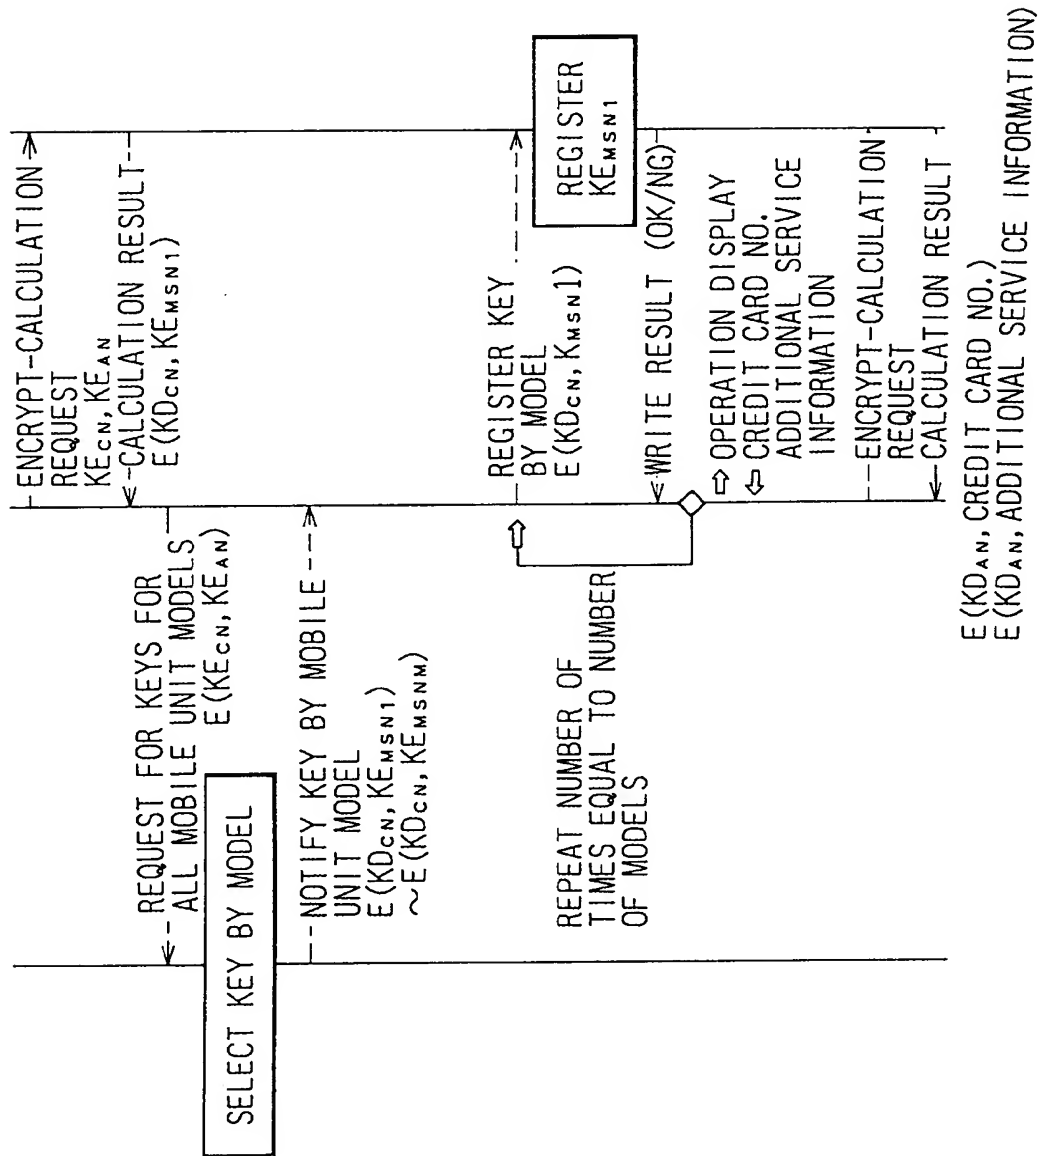 ENCRYPT-CALCULATION
REQUEST
KECN, KEAN
CALCULATION RESULT
E(KDCN, KEMSN1)
REQUEST FOR KEYS FOR
ALL MOBILE UNIT MODELS
E(KECN, KEAN)
SELECT KEY BY MODEL
NOTIFY KEY BY MOBILE
UNIT MODEL
E(KDCN, KEMSN1)
~E(KDCN, KEMSNM)
REGISTER KEY
BY MODEL
E(KDCN, KMSN1)
REGISTER
KEMSN1
REPEAT NUMBER OF
TIMES EQUAL TO NUMBER
OF MODELS
WRITE RESULT (OK/NG)
OPERATION DISPLAY
CREDIT CARD NO.
ADDITIONAL SERVICE
INFORMATION
ENCRYPT-CALCULATION
REQUEST
CALCULATION RESULT
E(KDAN, CREDIT CARD NO.)
E(KDAN, ADDITIONAL SERVICE INFORMATION)